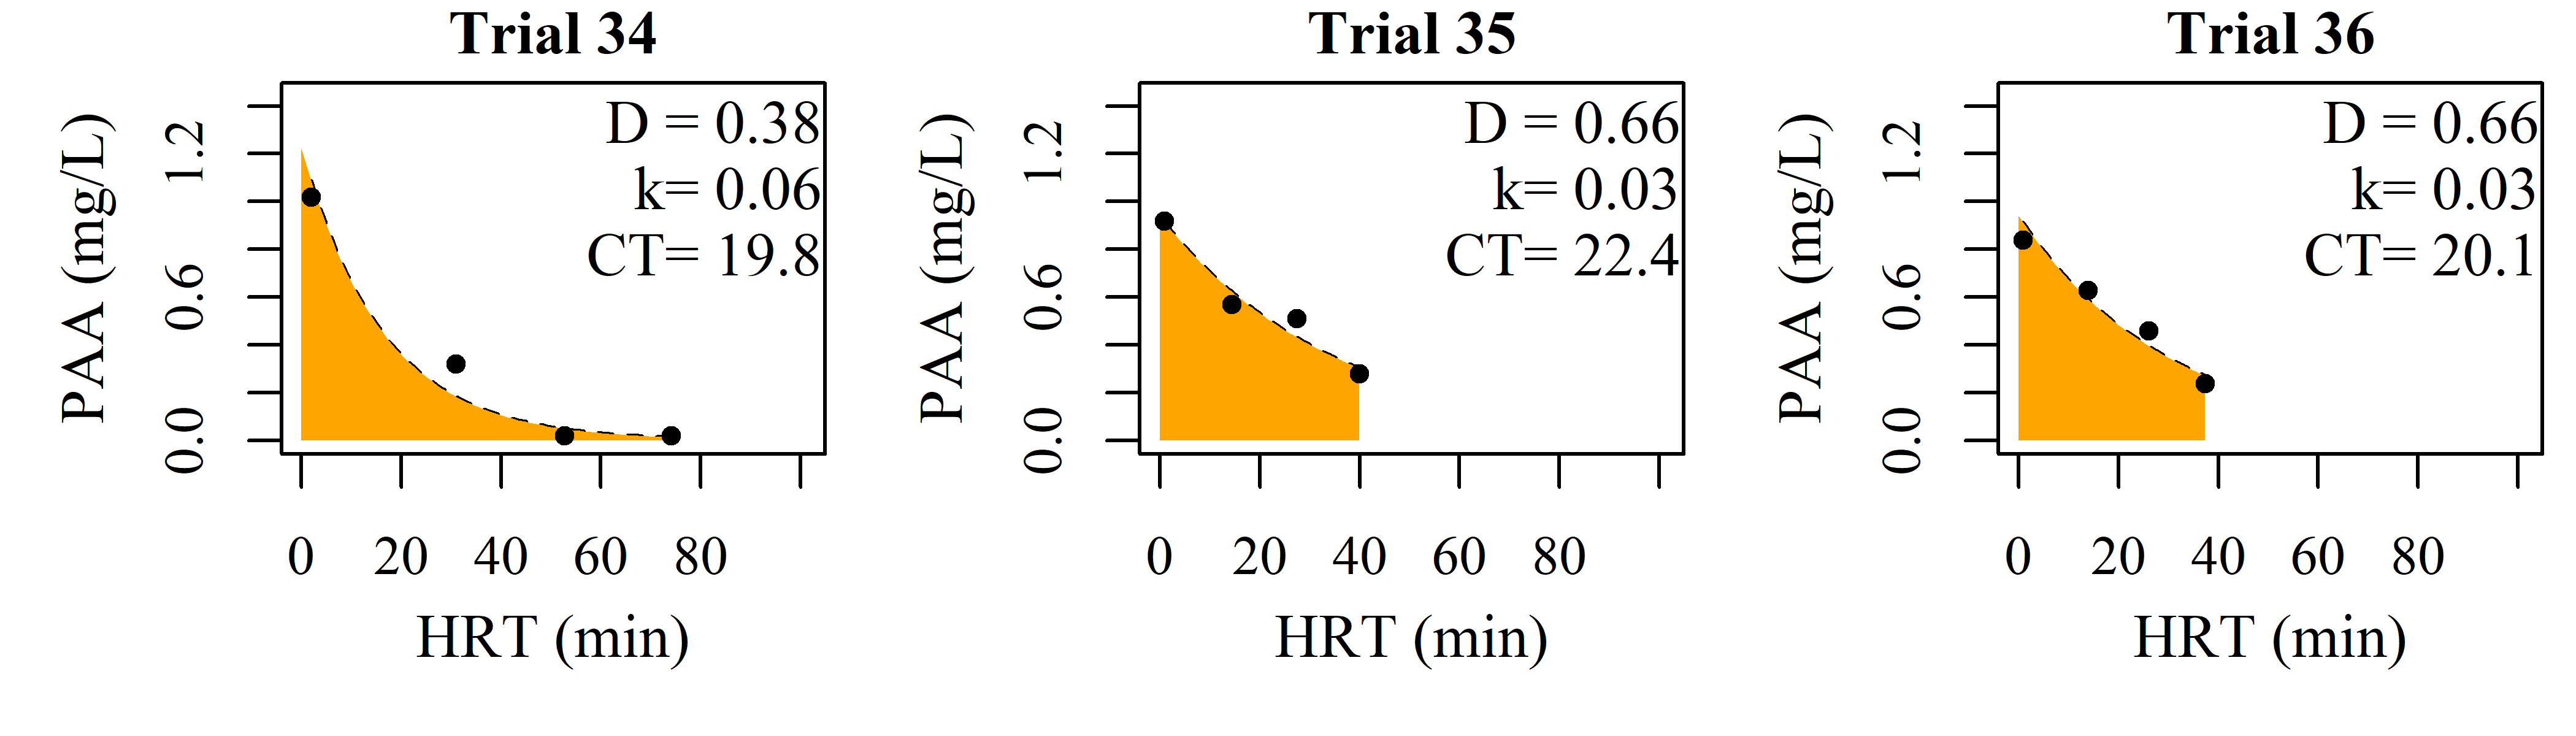 Trial 34
D = 0.38
k= 0.06
CT= 19.8
PAA (mg/L)
0.0 0.6 1.2
0 20 40 60 80
HRT (min)
Trial 35
D = 0.66
k= 0.03
CT= 22.4
PAA (mg/L)
0.0 0.6 1.2
0 20 40 60 80
HRT (min)
Trial 36
D = 0.66
k= 0.03
CT= 20.1
PAA (mg/L)
0.0 0.6 1.2
0 20 40 60 80
HRT (min)